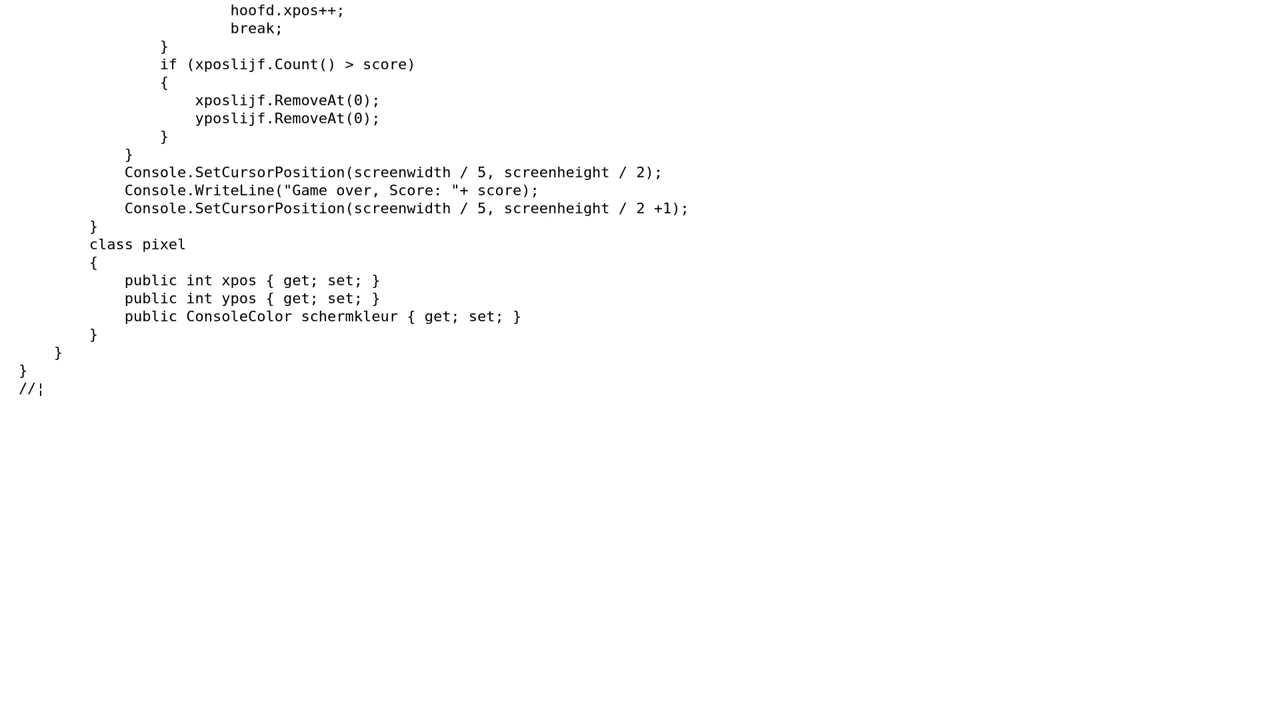 hoofd.xpos++;
                        break;
                }
                if (xposlijf.Count() > score)
                {
                    xposlijf.RemoveAt(0);
                    yposlijf.RemoveAt(0);
                }
            }
            Console.SetCursorPosition(screenwidth / 5, screenheight / 2);
            Console.WriteLine("Game over, Score: "+ score);
            Console.SetCursorPosition(screenwidth / 5, screenheight / 2 +1);
        }
        class pixel
        {
            public int xpos { get; set; }
            public int ypos { get; set; }
            public ConsoleColor schermkleur { get; set; }
        }
    }
}
//¦